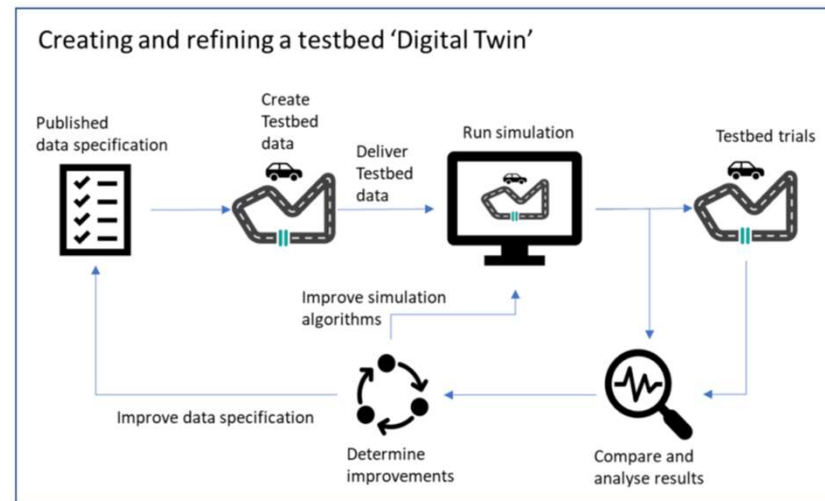 Creating and refining a testbed ‘Digital Twin’
Published
data specification
Create
Testbed
data
Deliver
Testbed
data
Run simulation
Testbed trials
Improve simulation
algorithms
Improve data specification
Determine
improvements
Compare and
analyse results